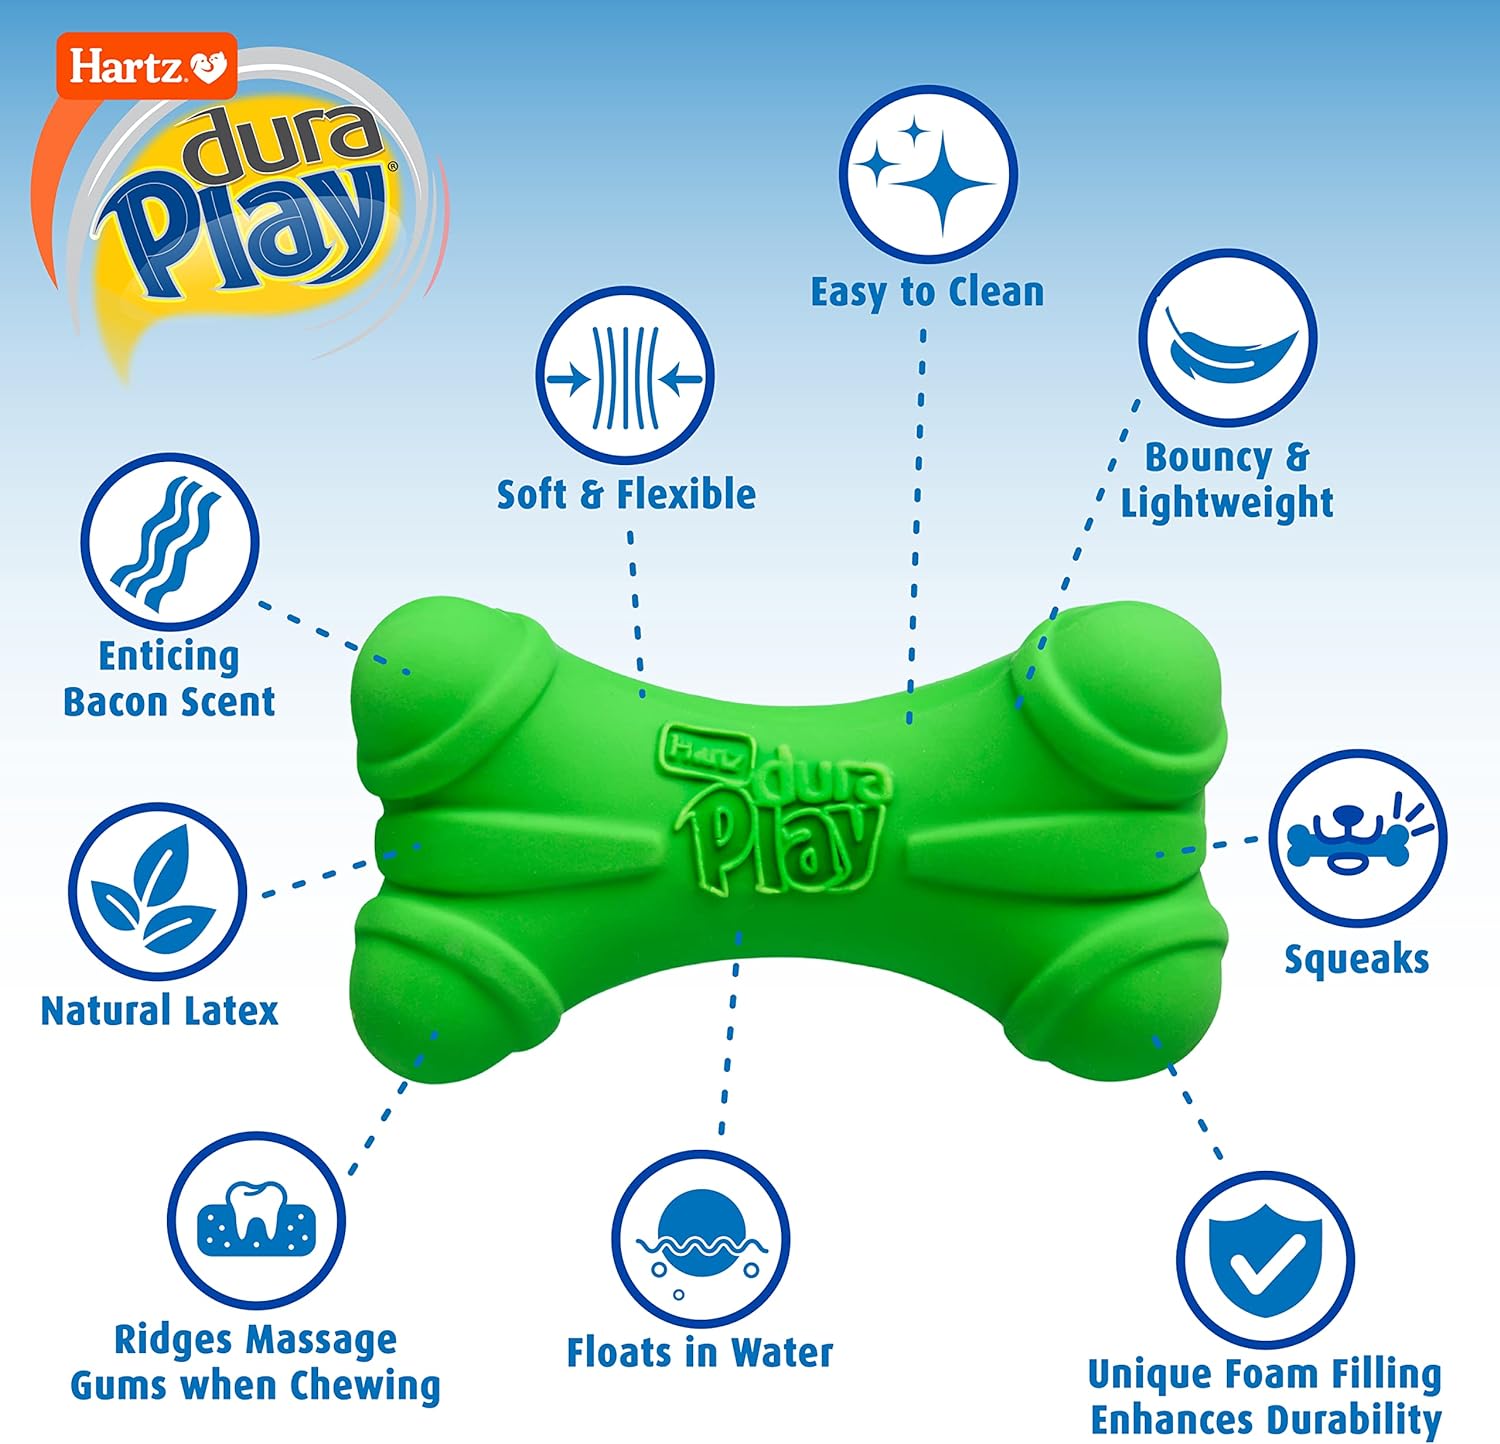 Hartz®
dura
Play®
Easy to Clean
Bouncy &
Lightweight
Soft & Flexible
Enticing
Bacon Scent
Hartz
dura
Play
Squeaks
Natural Latex
Ridges Massage
Gums when Chewing
Floats in Water
Unique Foam Filling
Enhances Durability